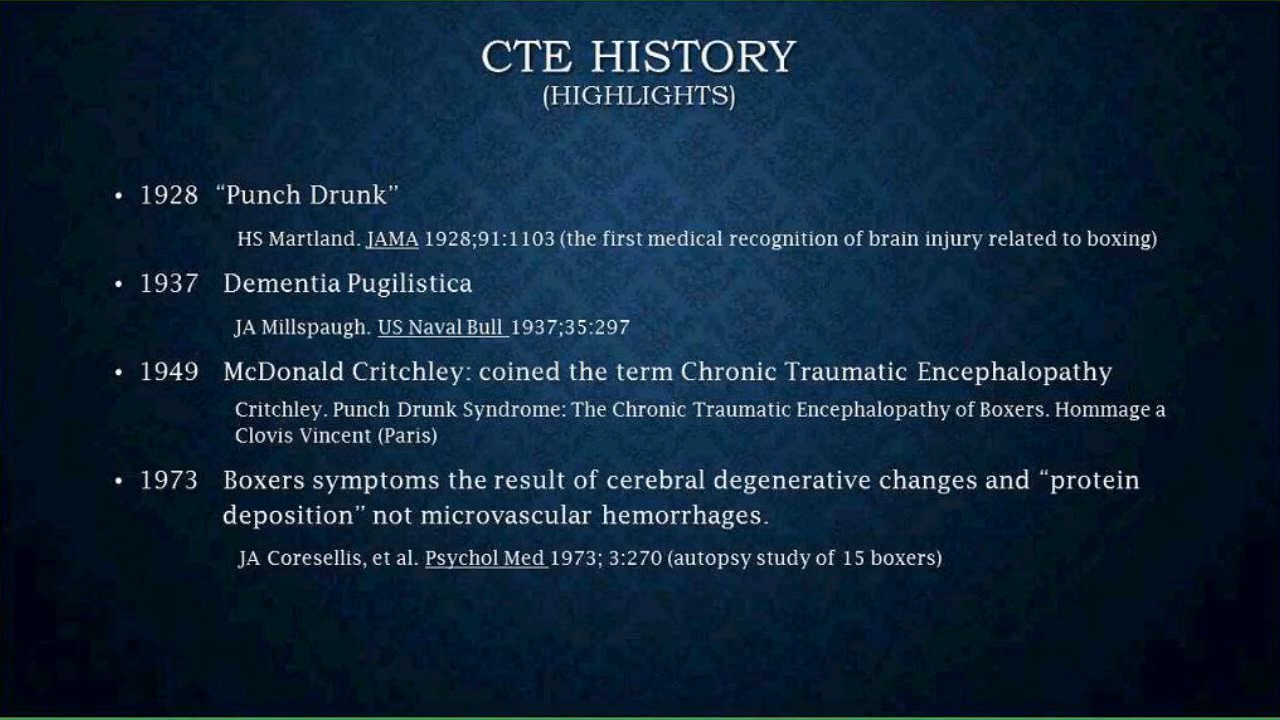 CTE HISTORY
(HIGHLIGHTS)
• 1928 “Punch Drunk”
HS Martland. JAMA 1928;91:1103 (the first medical recognition of brain injury related to boxing)
• 1937 Dementia Pugilistica
JA Millspaugh. US Naval Bull 1937;35:297
• 1949 McDonald Critchley: coined the term Chronic Traumatic Encephalopathy
Critchley. Punch Drunk Syndrome: The Chronic Traumatic Encephalopathy of Boxers. Hommage a
Clovis Vincent (Paris)
• 1973 Boxers symptoms the result of cerebral degenerative changes and “protein
deposition” not microvascular hemorrhages.
JA Coresellis, et al. Psychol Med 1973; 3:270 (autopsy study of 15 boxers)